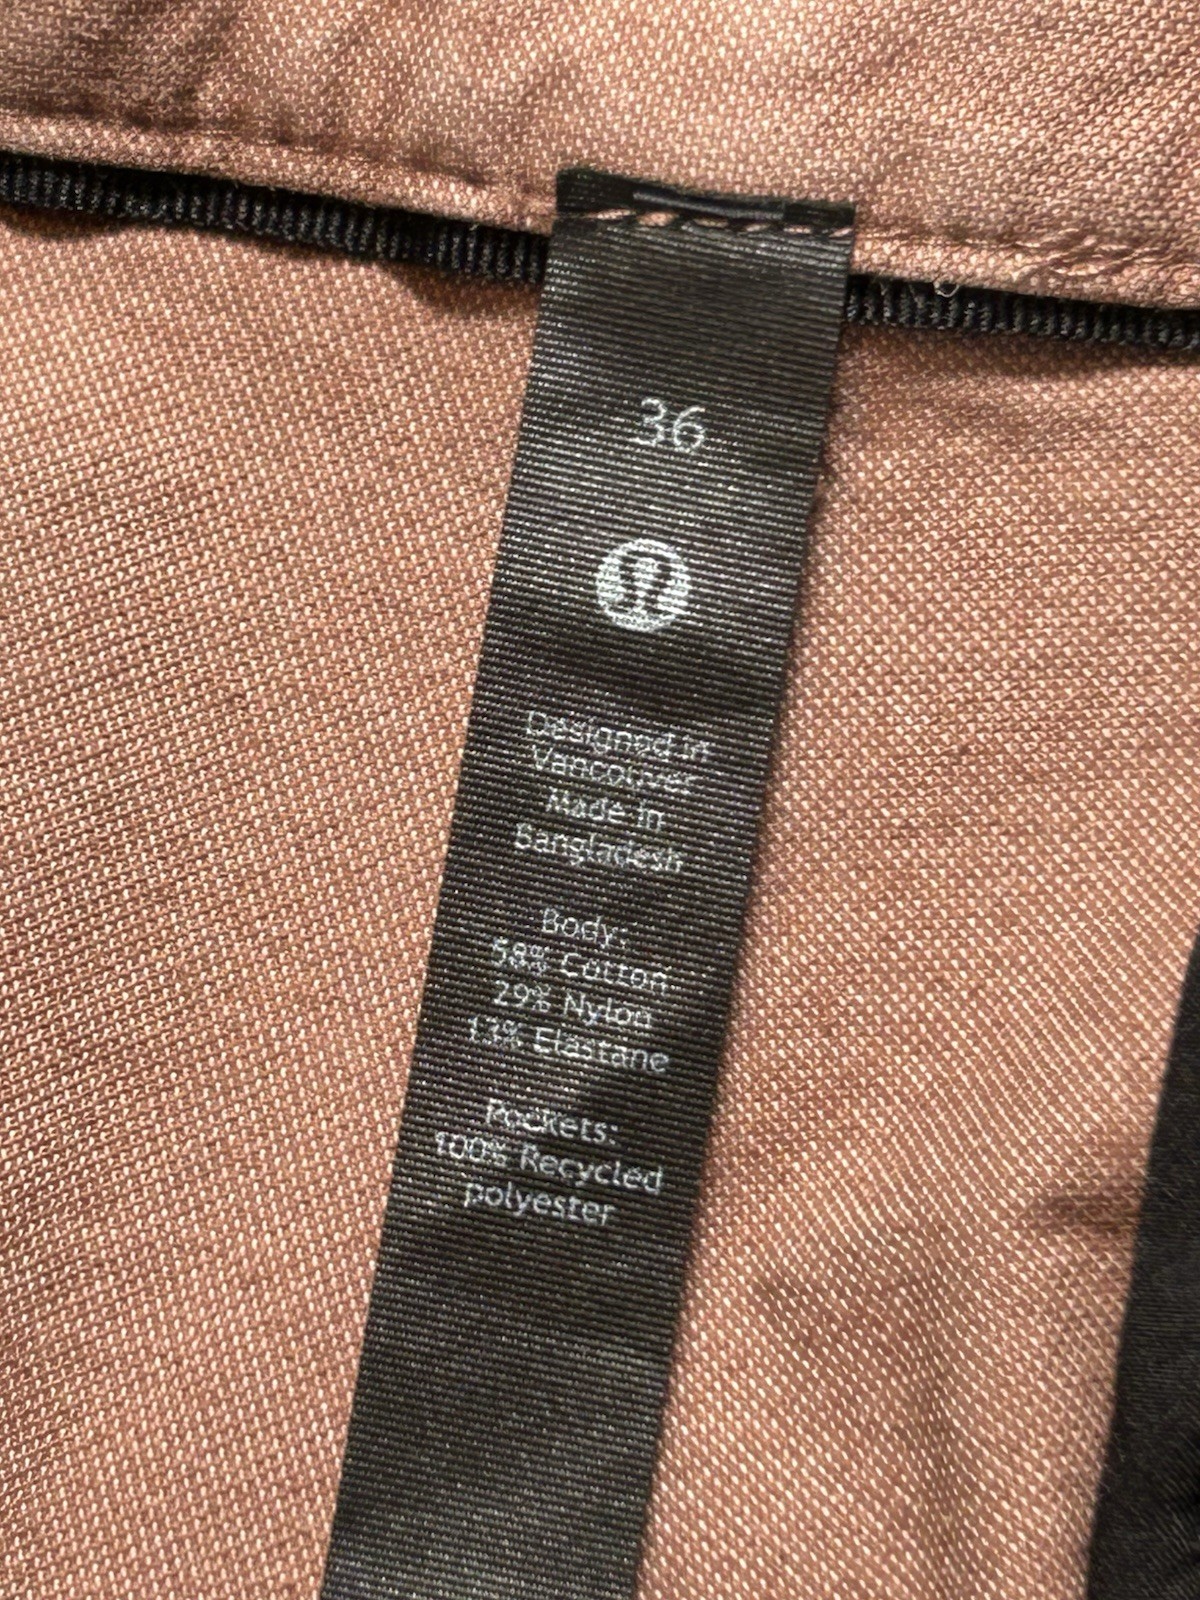 36
Designed in
Vancouver
Made in
Bangladesh
Body:
58% Cotton
29% Nylon
13% Elastane
Pockets:
100% Recycled
polyester